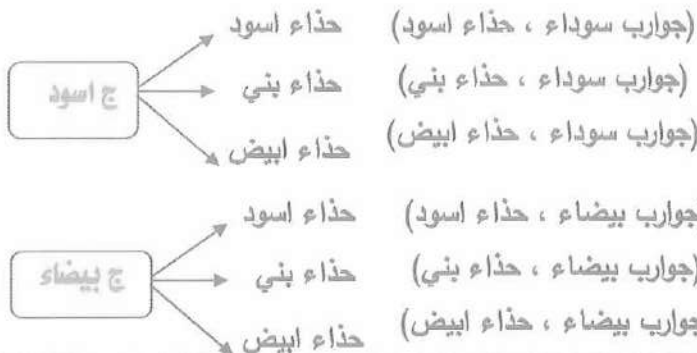 حذاء اسود (جوارب سوداء ، حذاء اسود)
ج اسود حذاء بني (جوارب سوداء ، حذاء بني)
حذاء ابيض (جوارب سوداء ، حذاء ابيض)
حذاء اسود جوارب بيضاء ، حذاء اسود)
ج بيضاء حذاء بني جوارب بيضاء ، حذاء بني)
حذاء ابيض جوارب بيضاء ، حذاء ابيض)